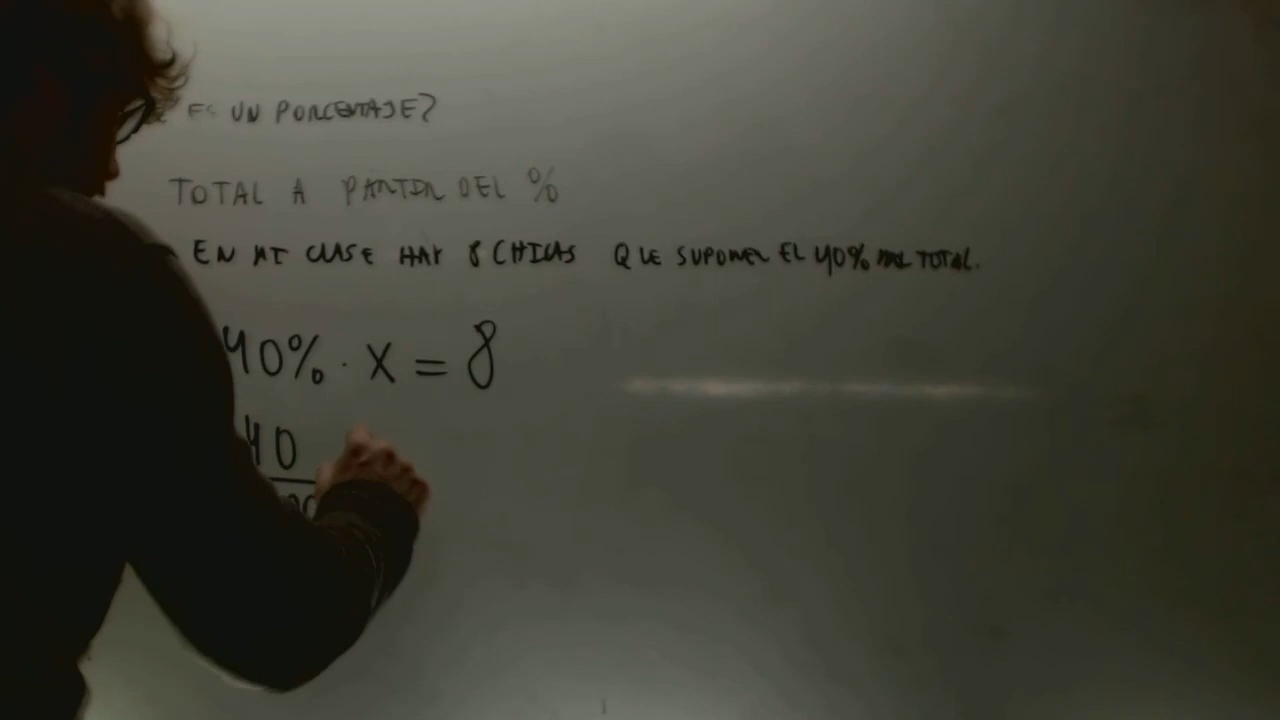 ES UN PORCENTAJE?
TOTAL A PARTIR DEL %
EN MI CLASE HAY 8 CHICAS QUE SUPONEN EL 40% DEL TOTAL.
40% · X = 8
40